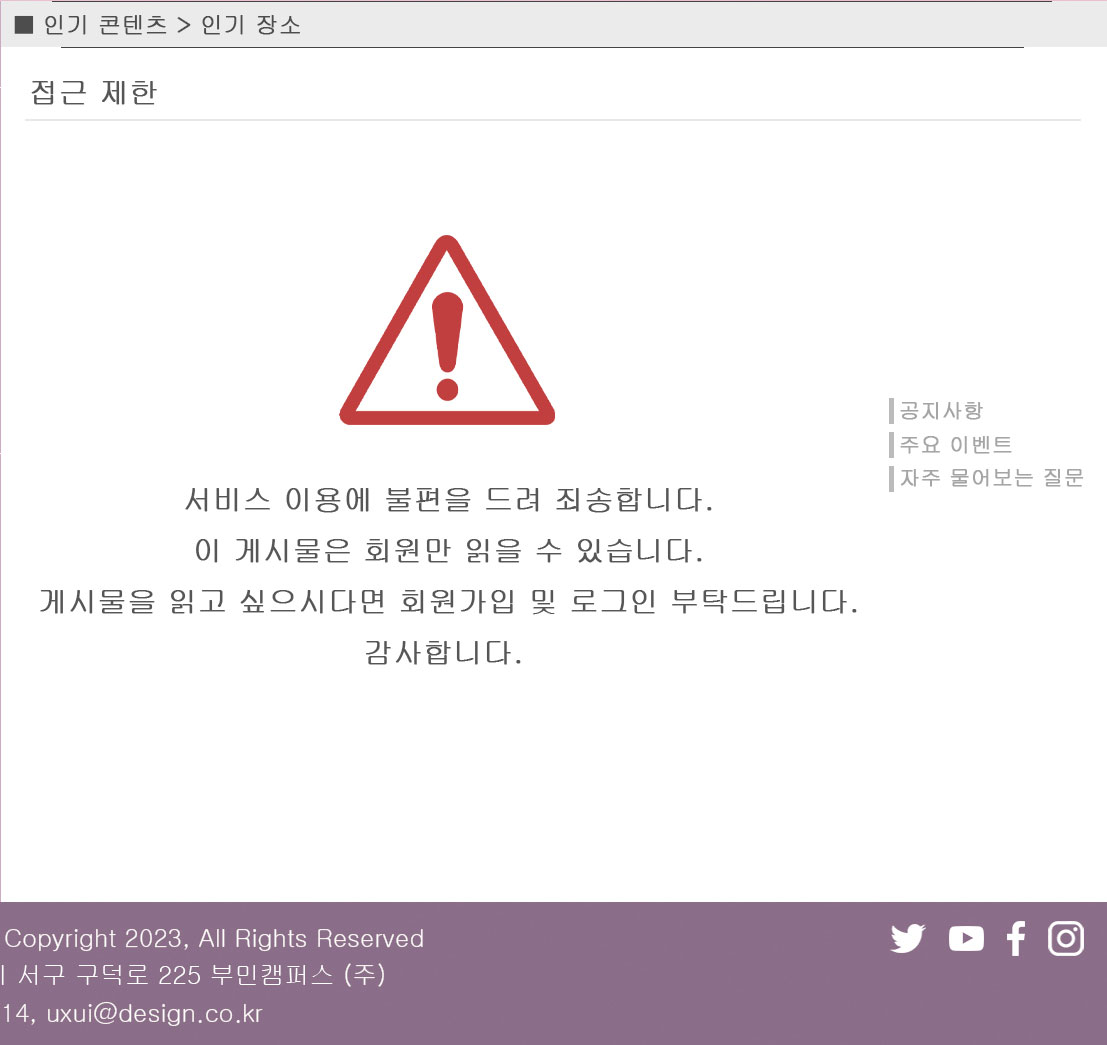 ■ 인기 콘텐츠 > 인기 장소
접근 제한
서비스 이용에 불편을 드려 죄송합니다.
이 게시물은 회원만 읽을 수 있습니다.
게시물을 읽고 싶으시다면 회원가입 및 로그인 부탁드립니다.
감사합니다.
공지사항
주요 이벤트
자주 물어보는 질문
Copyright 2023, All Rights Reserved
| 서구 구덕로 225 부민캠퍼스 (주)
14, uxui@design.co.kr